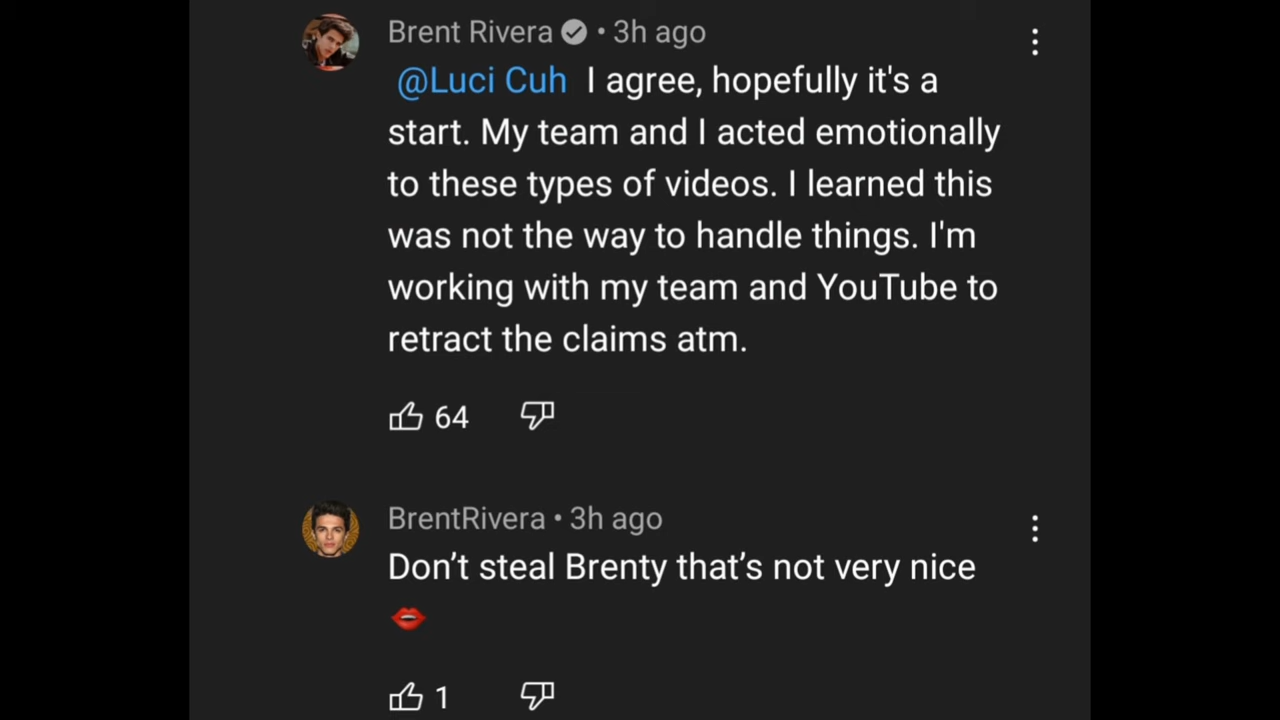 Brent Rivera • 3h ago
@Luci Cuh I agree, hopefully it's a
start. My team and I acted emotionally
to these types of videos. I learned this
was not the way to handle things. I'm
working with my team and YouTube to
retract the claims atm.
64
BrentRivera • 3h ago
Don’t steal Brenty that’s not very nice
1